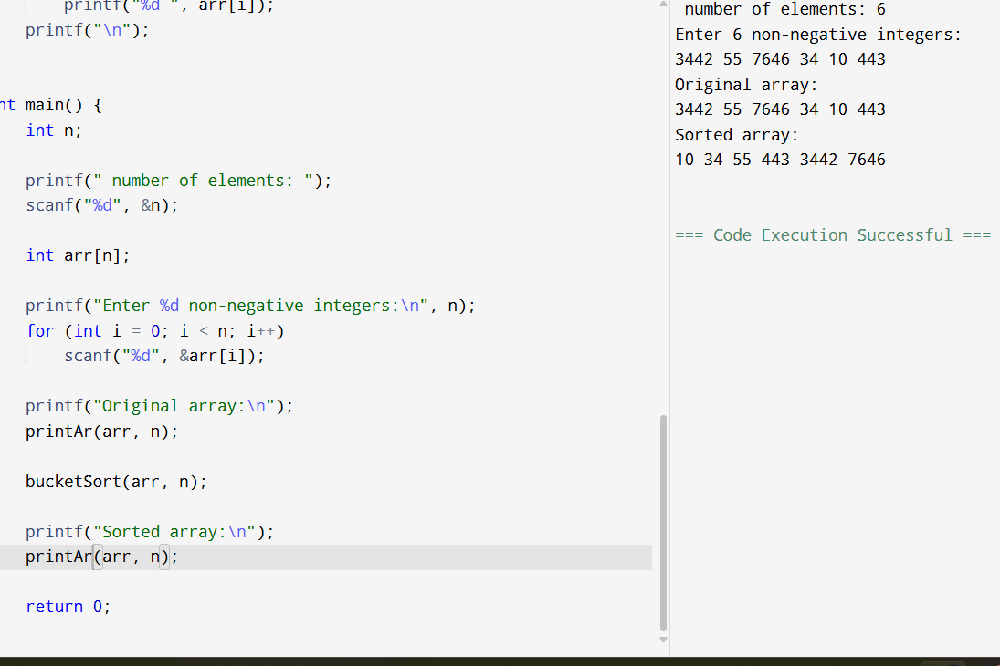 printf("%d ", arr[i]);
printf("\n");
nt main() {
int n;
printf(" number of elements: ");
scanf("%d", &n);
int arr[n];
printf("Enter %d non-negative integers:\n", n);
for (int i = 0; i < n; i++)
scanf("%d", &arr[i]);
printf("Original array:\n");
printAr(arr, n);
bucketSort(arr, n);
printf("Sorted array:\n");
printAr(arr, n);
return 0;
number of elements: 6
Enter 6 non-negative integers:
3442 55 7646 34 10 443
Original array:
3442 55 7646 34 10 443
Sorted array:
10 34 55 443 3442 7646
=== Code Execution Successful ===